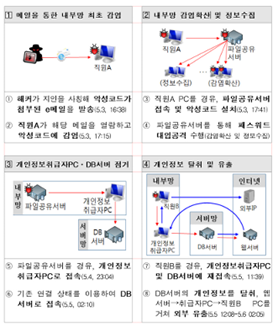 1 메일을 통한 내부망 최초 감염
직원A
① 해커가 지인을 사칭해 악성코드가
첨부된 e메일을 발송(5.3, 16:38)
② 직원A가 해당 메일을 열람하고
악성코드에 감염(5.3, 17:15)
2 내부망 감염확산 및 정보수집
직원A
파일공유
서버
(정보수집)
(감염확산)
③ 직원A PC를 경유, 파일공유서버
접속 및 악성코드 설치(5.3, 17:41)
④ 파일공유서버를 통해 패스워드
대입공격 수행(감염확산 및 정보수집)
3 개인정보취급자PC·DB서버 점거
내부망
파일공유서버
개인정보
취급자PC
서버망
DB
서버
⑤ 파일공유서버를 경유, 개인정보
취급자PC로 접속(5.4, 23:04)
⑥ 기존 연결 상태를 이용하여 DB
서버로 접속(5.5, 02:10)
4 개인정보 탈취 및 유출
내부망
인터넷
직원B
외부IP
서버망
개인정보
취급자PC
DB서버
웹서버
⑦ 직원B를 경유, 개인정보취급자PC
및 DB서버에 재접속(5.5, 11:39)
⑧ DB서버의 개인정보를 탈취, 웹
서버→취급자PC→직원B PC를
거쳐 외부 유출(5.5 12:08~5.6 02:05)